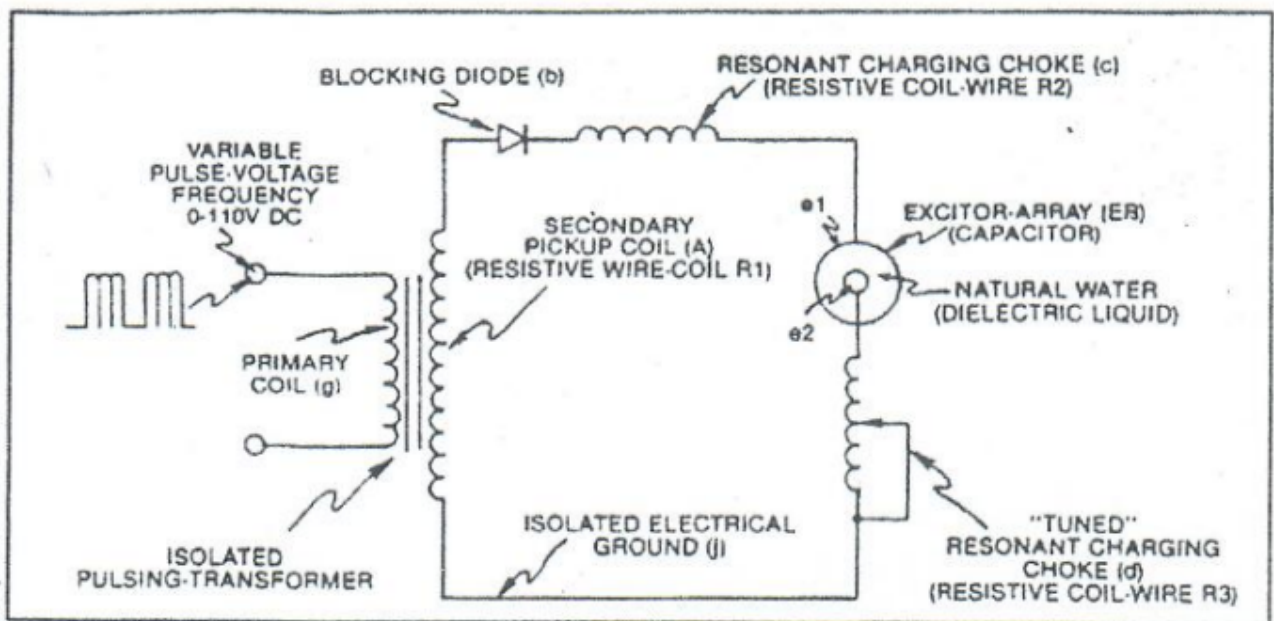 BLOCKING DIODE (b)
RESONANT CHARGING CHOKE (c)
(RESISTIVE COIL-WIRE R2)
VARIABLE
PULSE-VOLTAGE
FREQUENCY
0-110V DC
SECONDARY
PICKUP COIL (A)
(RESISTIVE WIRE-COIL R1)
e1
EXCITOR-ARRAY (ER)
(CAPACITOR)
NATURAL WATER
(DIELECTRIC LIQUID)
e2
PRIMARY
COIL (g)
ISOLATED
PULSING-TRANSFORMER
ISOLATED ELECTRICAL
GROUND (j)
"TUNED"
RESONANT CHARGING
CHOKE (d)
(RESISTIVE COIL-WIRE R3)